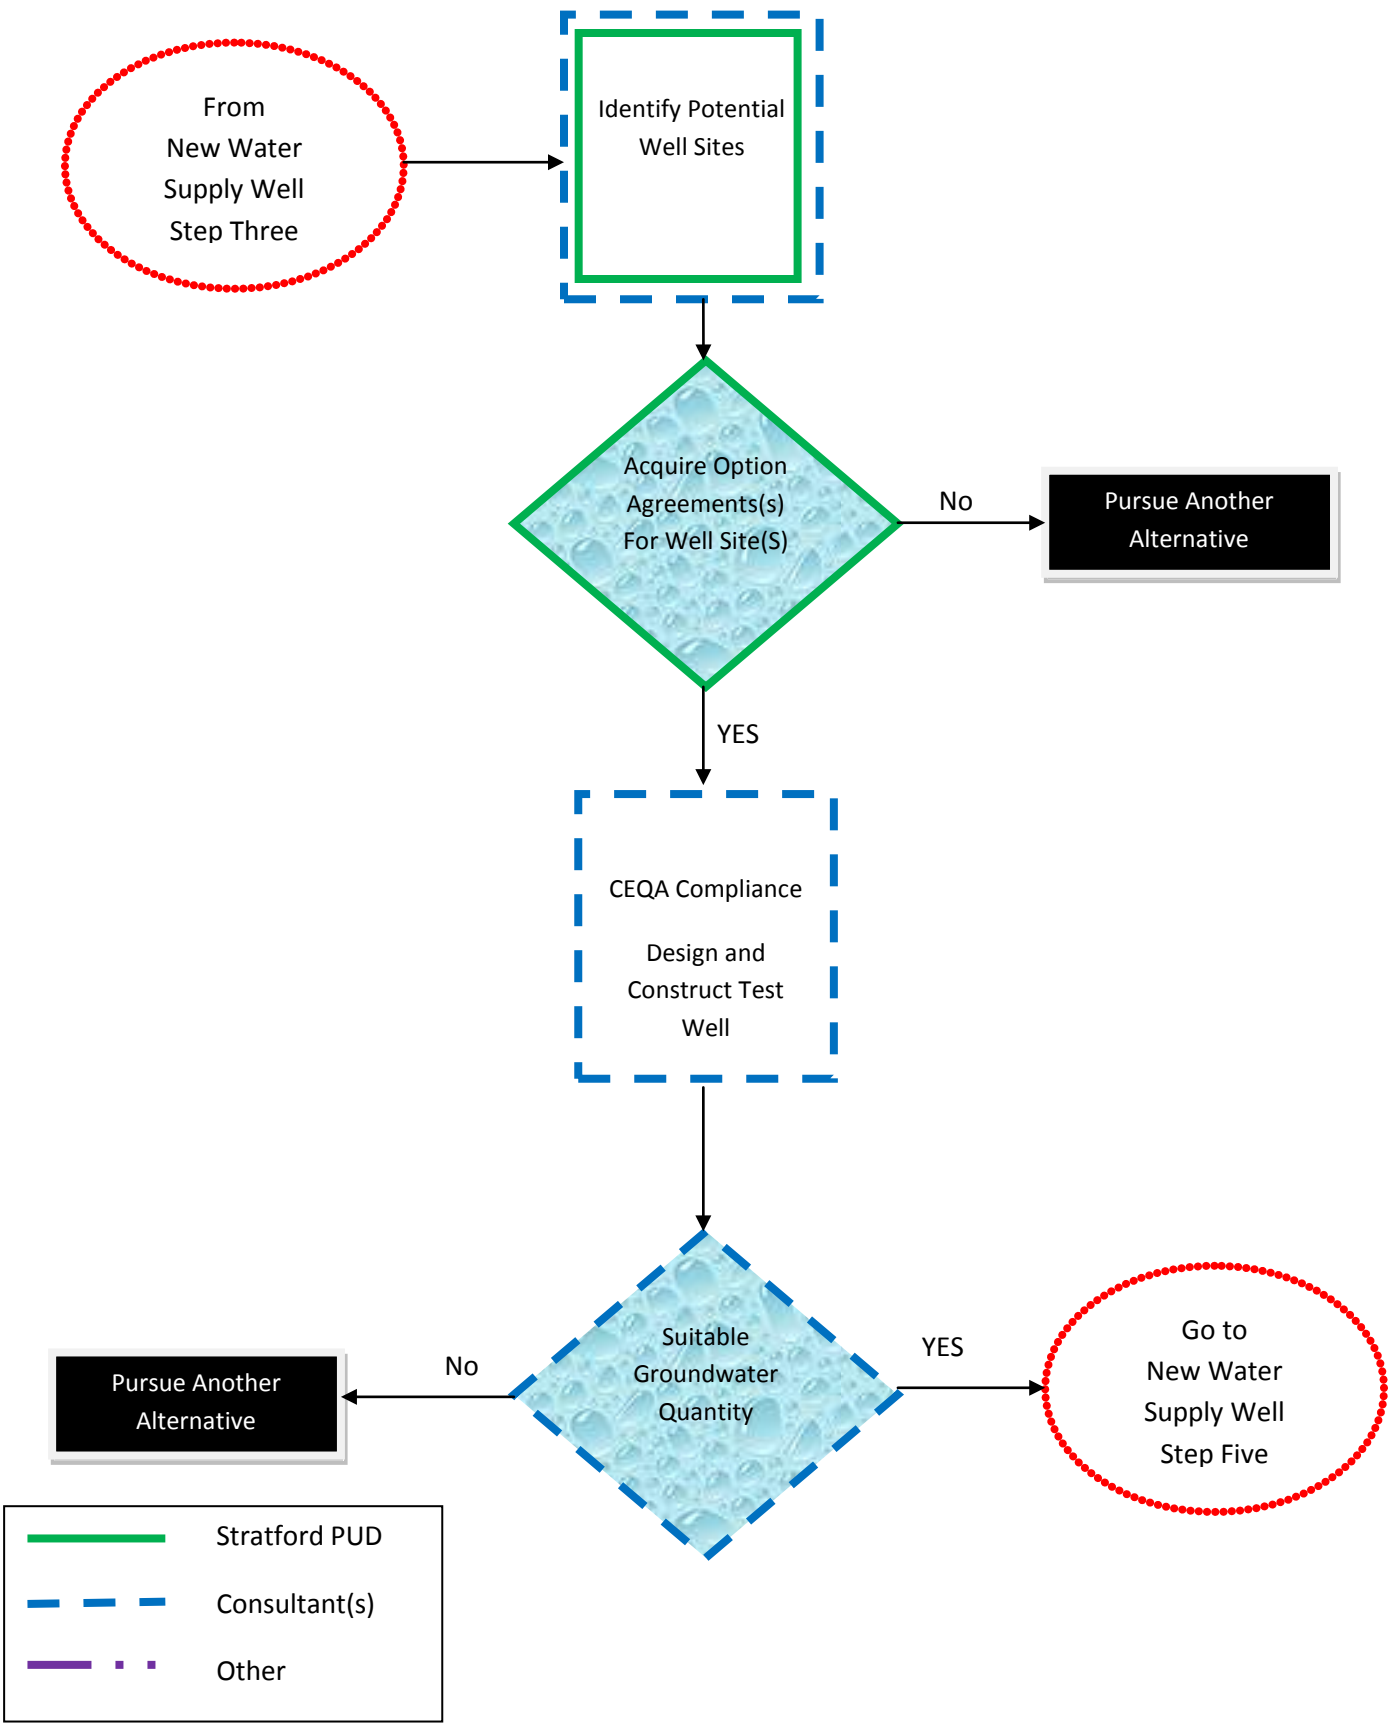 From
New Water
Supply Well
Step Three
Identify Potential
Well Sites
Acquire Option
Agreements(s)
For Well Site(S)
No
Pursue Another
Alternative
YES
CEQA Compliance
Design and
Construct Test
Well
Suitable
Groundwater
Quantity
No
Pursue Another
Alternative
YES
Go to
New Water
Supply Well
Step Five
Stratford PUD
Consultant(s)
Other